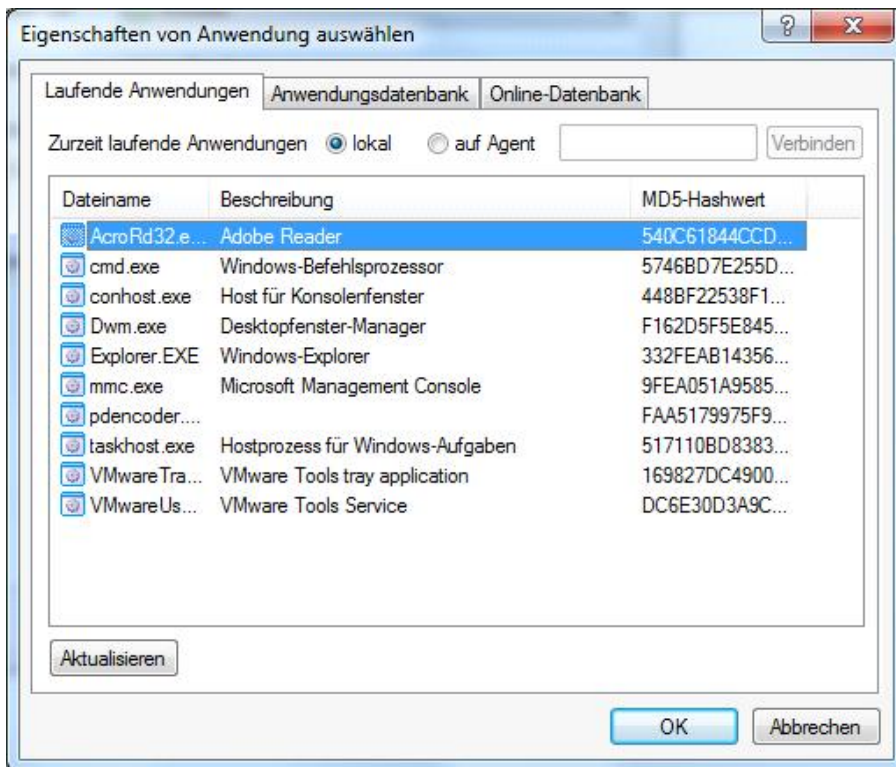 Eigenschaften von Anwendung auswählen
Laufende Anwendungen Anwendungsdatenbank Online-Datenbank
Zurzeit laufende Anwendungen lokal auf Agent Verbinden
Dateiname Beschreibung MD5-Hashwert
AcroRd32.e... Adobe Reader 540C61844CCD...
cmd.exe Windows-Befehlsprozessor 5746BD7E255D...
conhost.exe Host für Konsolenfenster 448BF22538F1...
Dwm.exe Desktopfenster-Manager F162D5F5E845...
Explorer.EXE Windows-Explorer 332FEAB14356...
mmc.exe Microsoft Management Console 9FEA051A9585...
pdencoder.... FAA5179975F9...
taskhost.exe Hostprozess für Windows-Aufgaben 517110BD8383...
VMwareTra... VMware Tools tray application 169827DC4900...
VMwareUs... VMware Tools Service DC6E30D3A9C...
Aktualisieren
OK Abbrechen